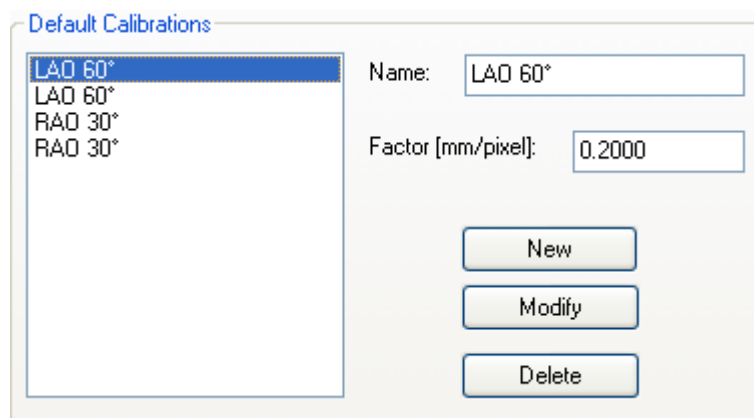 Default Calibrations
LAO 60°
LAO 60°
RAO 30°
RAO 30°
Name:
LAO 60°
Factor [mm/pixel]:
0.2000
New
Modify
Delete